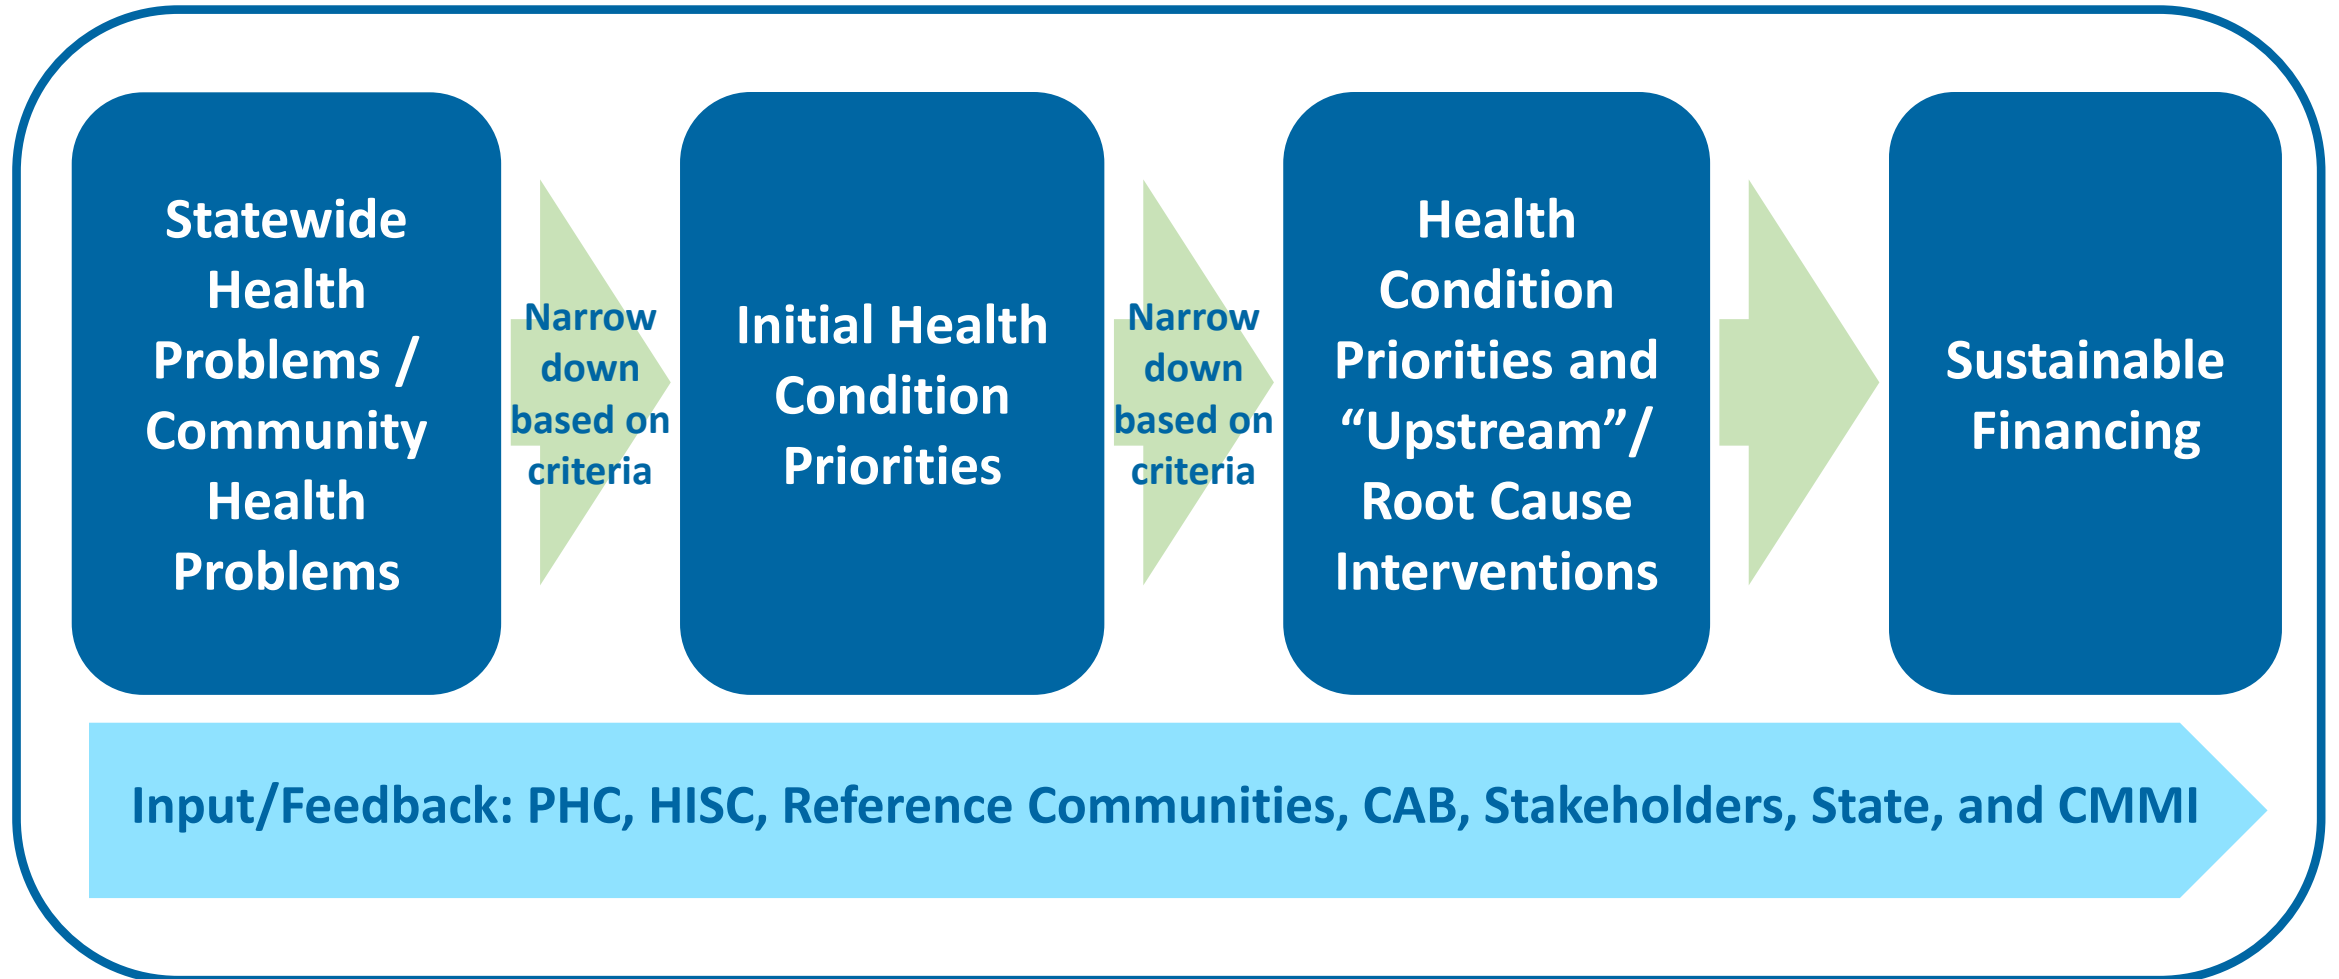 Statewide
Health
Problems /
Community
Health
Problems
Narrow
down
based on
criteria
Initial Health
Condition
Priorities
Narrow
down
based on
criteria
Health
Condition
Priorities and
“Upstream”/
Root Cause
Interventions
Sustainable
Financing
Input/Feedback: PHC, HISC, Reference Communities, CAB, Stakeholders, State, and CMMI